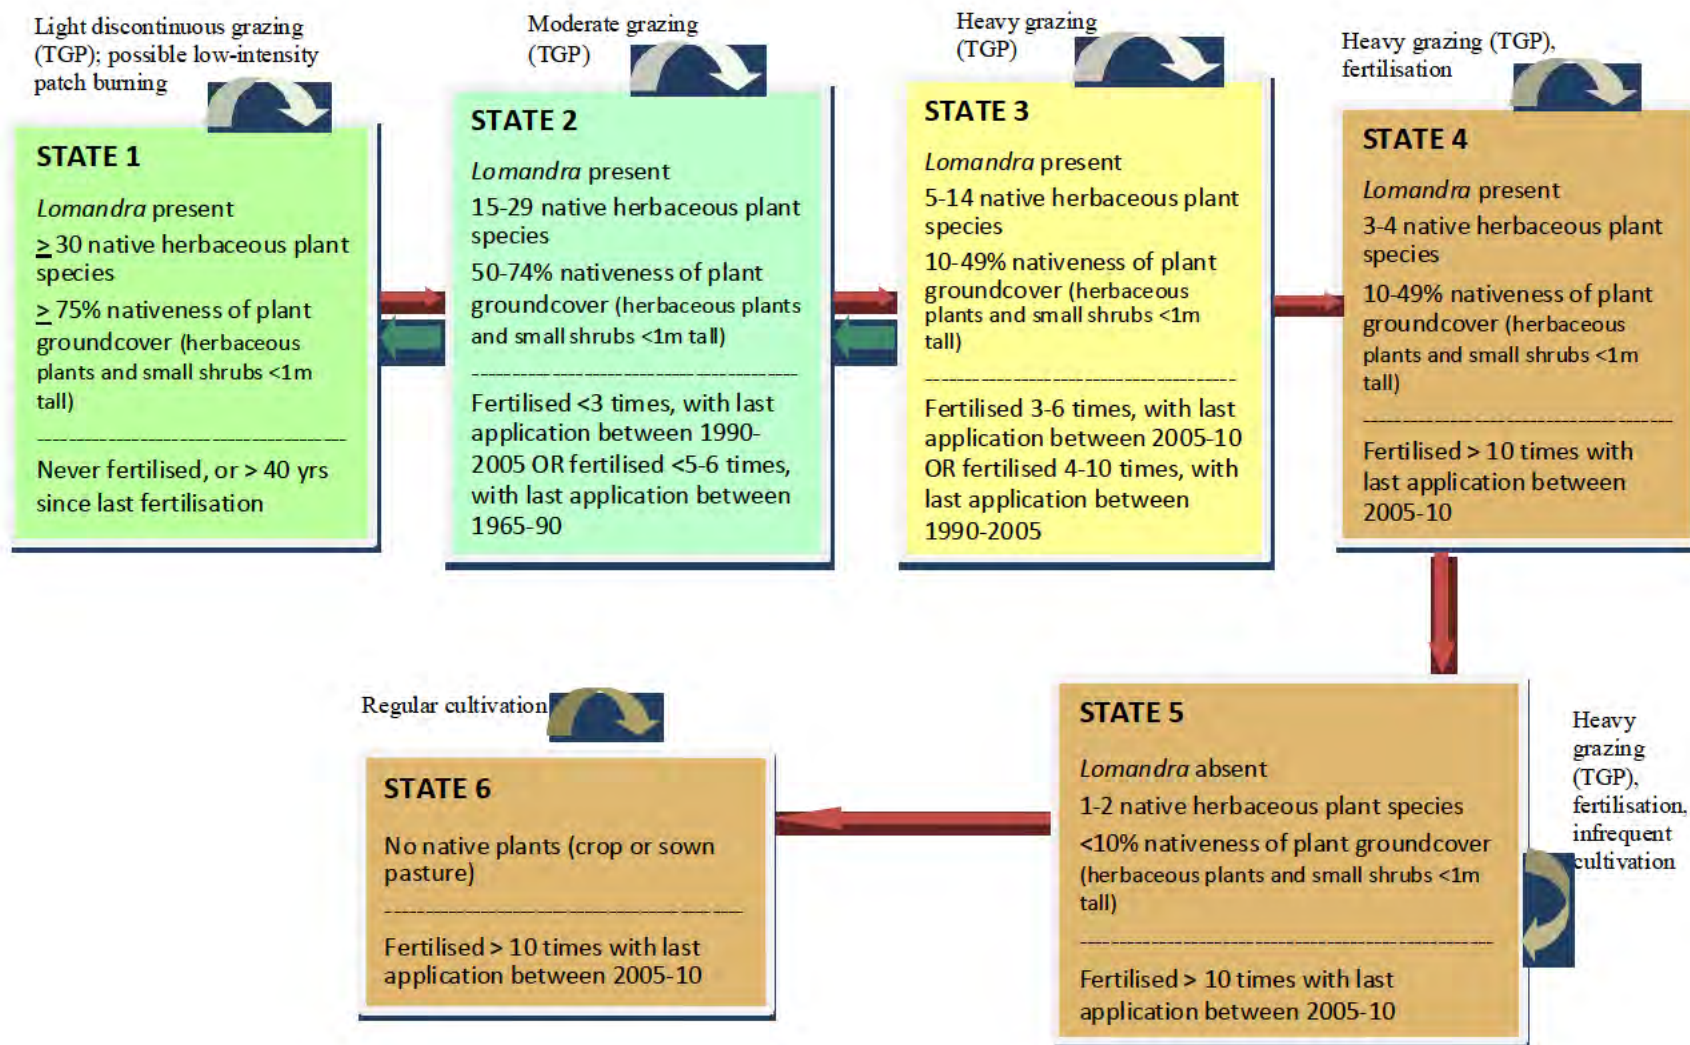 Light discontinuous grazing
(TGP); possible low-intensity
patch burning
STATE 1
Lomandra present
≥ 30 native herbaceous plant
species
≥ 75% nativeness of plant
groundcover (herbaceous
plants and small shrubs <1m
tall)
Never fertilised, or > 40 yrs
since last fertilisation
Moderate grazing
(TGP)
STATE 2
Lomandra present
15-29 native herbaceous plant
species
50-74% nativeness of plant
groundcover (herbaceous plants
and small shrubs <1m tall)
Fertilised <3 times, with last
application between 1990-
2005 OR fertilised <5-6 times,
with last application between
1965-90
Heavy grazing
(TGP)
STATE 3
Lomandra present
5-14 native herbaceous plant
species
10-49% nativeness of plant
groundcover (herbaceous
plants and small shrubs <1m
tall)
Fertilised 3-6 times, with last
application between 2005-10
OR fertilised 4-10 times, with
last application between
1990-2005
Heavy grazing (TGP),
fertilisation
STATE 4
Lomandra present
3-4 native herbaceous plant
species
10-49% nativeness of plant
groundcover (herbaceous
plants and small shrubs <1m
tall)
Fertilised > 10 times with
last application between
2005-10
STATE 5
Lomandra absent
1-2 native herbaceous plant species
<10% nativeness of plant groundcover
(herbaceous plants and small shrubs <1m
tall)
Fertilised > 10 times with last
application between 2005-10
Heavy
grazing
(TGP),
fertilisation,
infrequent
cultivation
Regular cultivation
STATE 6
No native plants (crop or sown
pasture)
Fertilised > 10 times with last
application between 2005-10